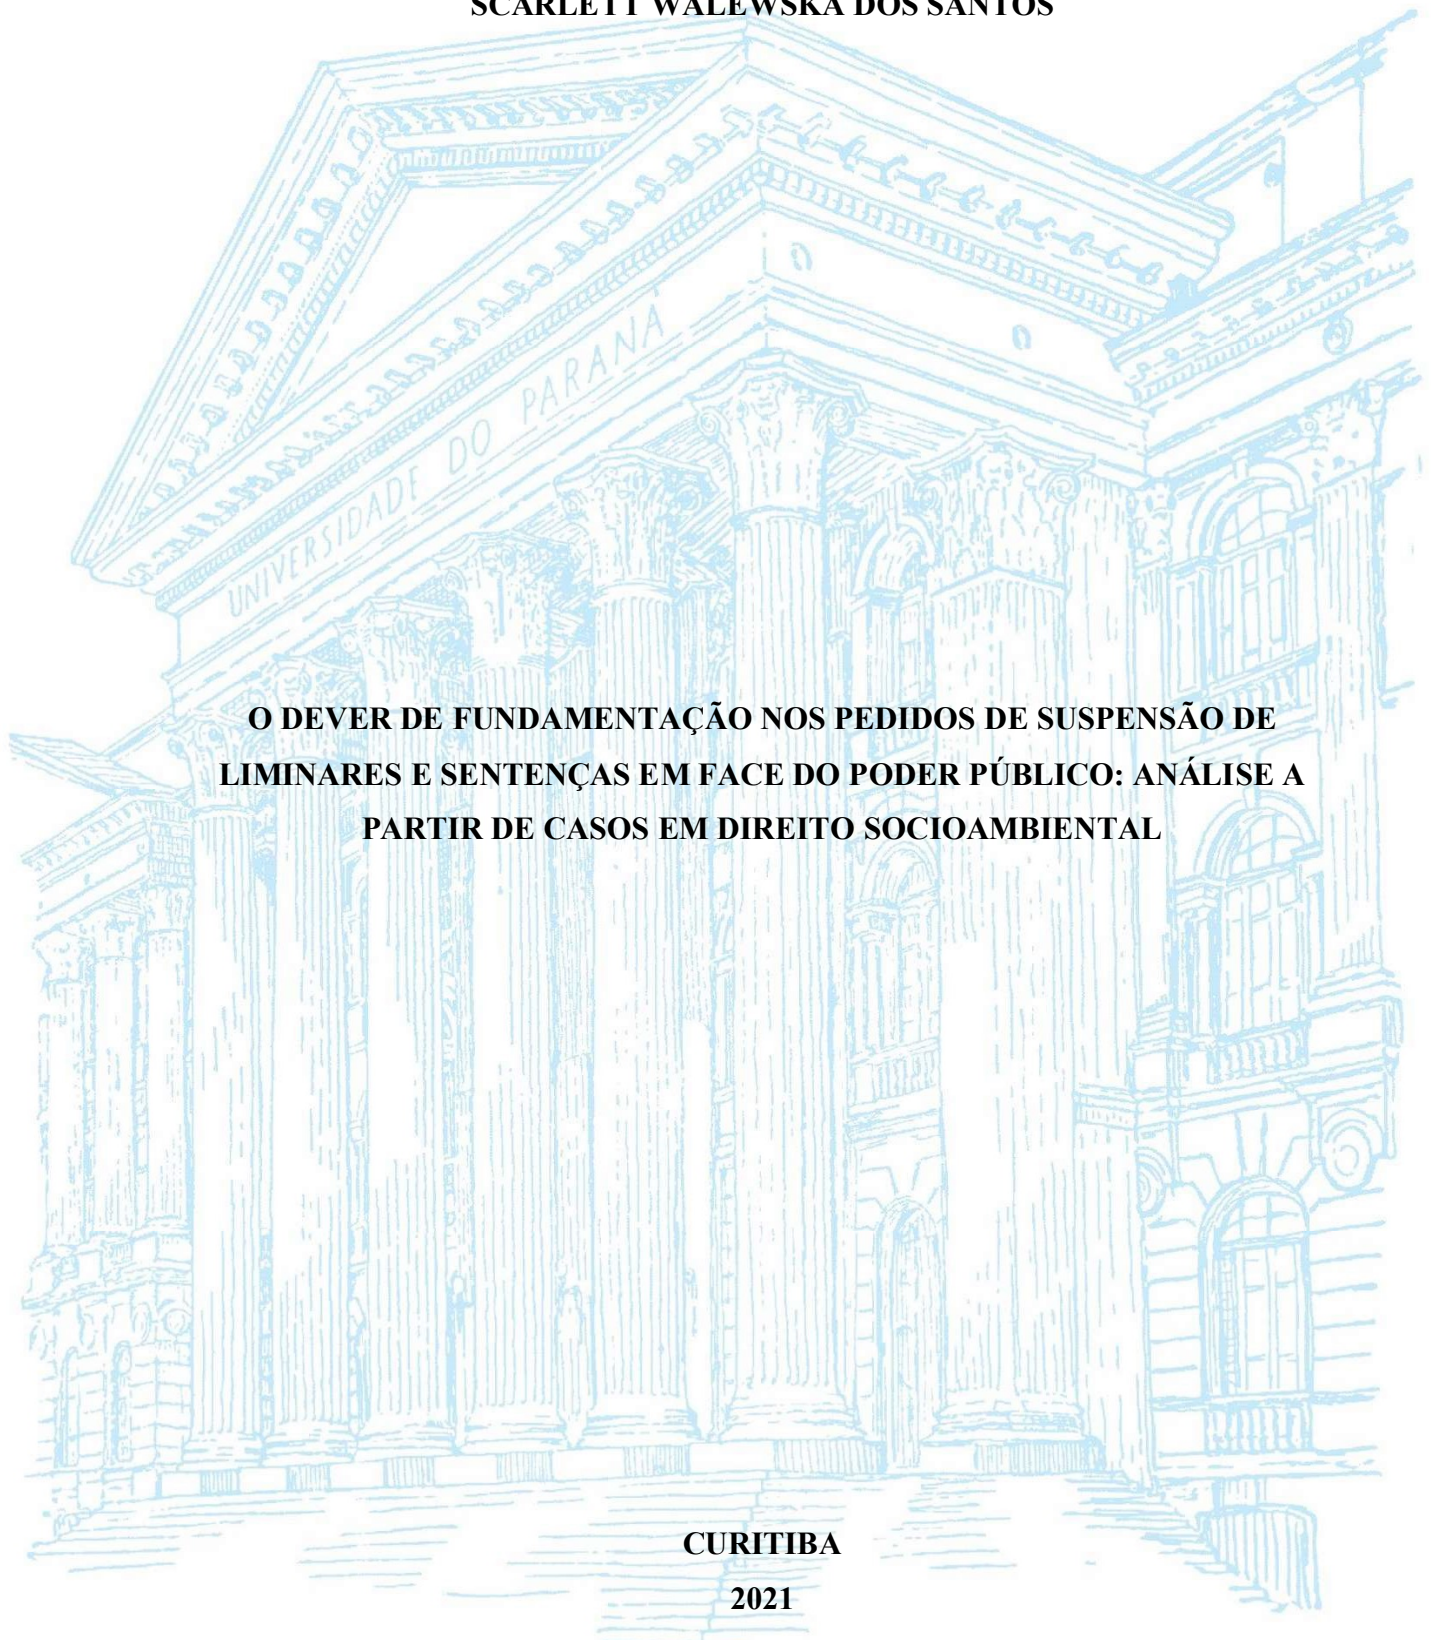 SCARLETT WALEWSKA DOS SANTOS
UNIVERSIDADE DO PARANÁ
O DEVER DE FUNDAMENTAÇÃO NOS PEDIDOS DE SUSPENSÃO DE
LIMINARES E SENTENÇAS EM FACE DO PODER PÚBLICO: ANÁLISE A
PARTIR DE CASOS EM DIREITO SOCIOAMBIENTAL
CURITIBA
2021